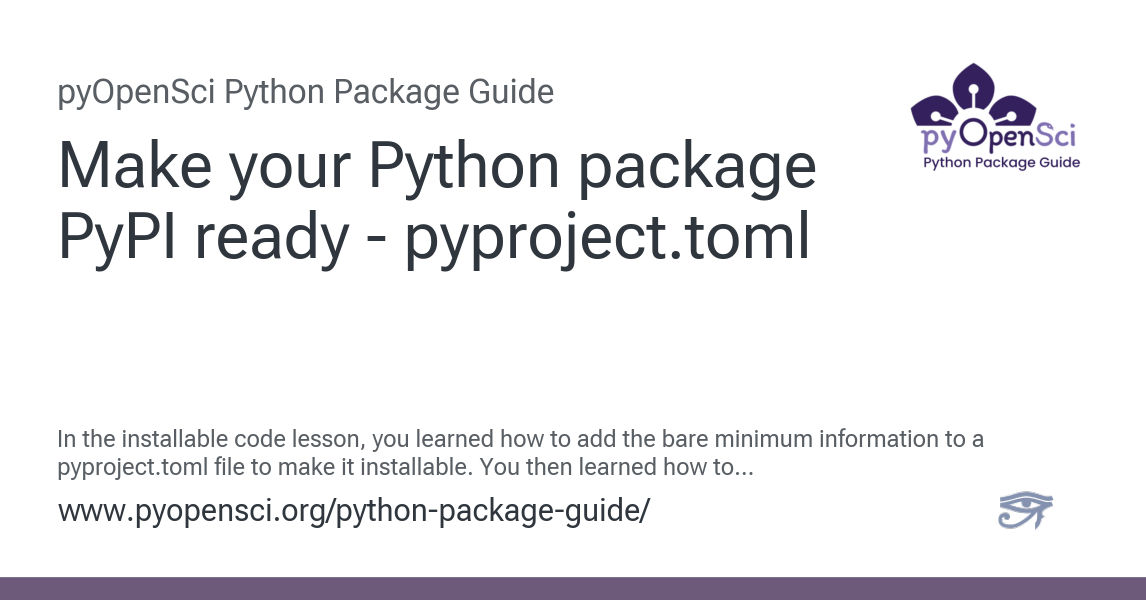 pyOpenSci Python Package Guide
Make your Python package
PyPI ready - pyproject.toml
pyOpenSci
Python Package Guide
In the installable code lesson, you learned how to add the bare minimum information to a
pyproject.toml file to make it installable. You then learned how to...
www.pyopensci.org/python-package-guide/